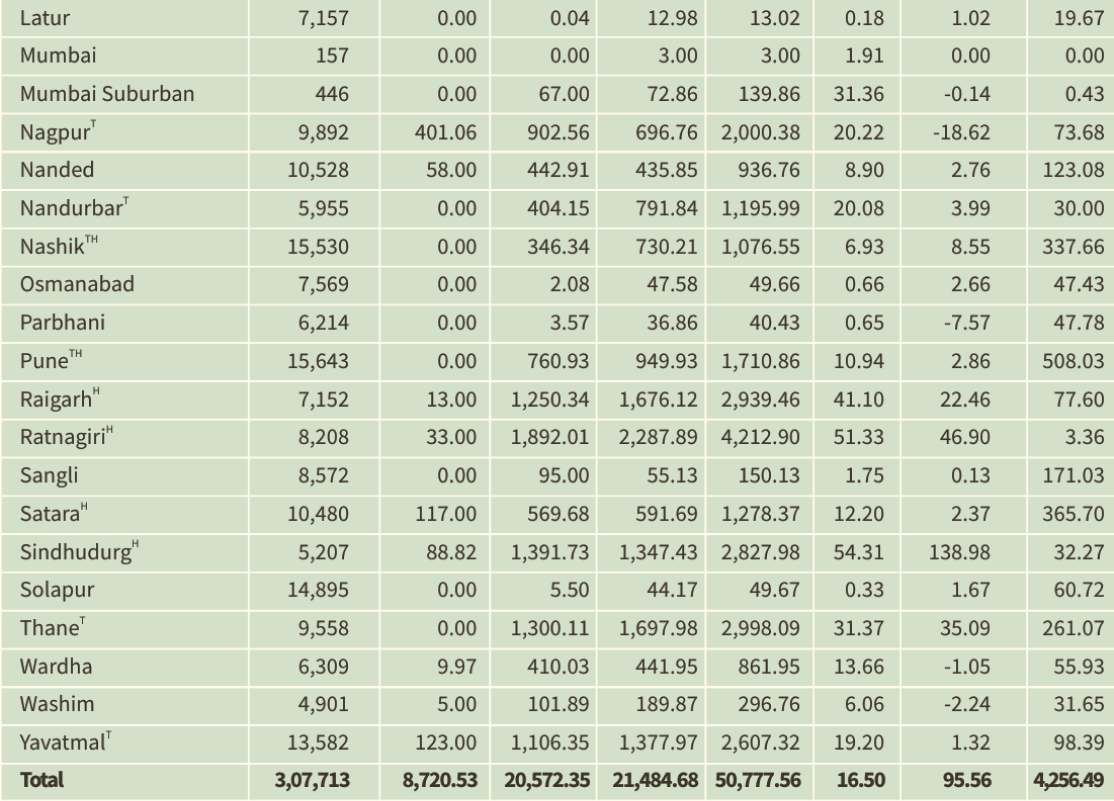 Latur 7,157 0.00 0.04 12.98 13.02 0.18 1.02 19.67
Mumbai 157 0.00 0.00 3.00 3.00 1.91 0.00 0.00
Mumbai Suburban 446 0.00 67.00 72.86 139.86 31.36 -0.14 0.43
Nagpurᵀ 9,892 401.06 902.56 696.76 2,000.38 20.22 -18.62 73.68
Nanded 10,528 58.00 442.91 435.85 936.76 8.90 2.76 123.08
Nandurbarᵀ 5,955 0.00 404.15 791.84 1,195.99 20.08 3.99 30.00
Nashikᵀᴴ 15,530 0.00 346.34 730.21 1,076.55 6.93 8.55 337.66
Osmanabad 7,569 0.00 2.08 47.58 49.66 0.66 2.66 47.43
Parbhani 6,214 0.00 3.57 36.86 40.43 0.65 -7.57 47.78
Puneᵀᴴ 15,643 0.00 760.93 949.93 1,710.86 10.94 2.86 508.03
Raigarhᴴ 7,152 13.00 1,250.34 1,676.12 2,939.46 41.10 22.46 77.60
Ratnagiriᴴ 8,208 33.00 1,892.01 2,287.89 4,212.90 51.33 46.90 3.36
Sangli 8,572 0.00 95.00 55.13 150.13 1.75 0.13 171.03
Sataraᴴ 10,480 117.00 569.68 591.69 1,278.37 12.20 2.37 365.70
Sindhudurgᴴ 5,207 88.82 1,391.73 1,347.43 2,827.98 54.31 138.98 32.27
Solapur 14,895 0.00 5.50 44.17 49.67 0.33 1.67 60.72
Thaneᵀ 9,558 0.00 1,300.11 1,697.98 2,998.09 31.37 35.09 261.07
Wardha 6,309 9.97 410.03 441.95 861.95 13.66 -1.05 55.93
Washim 4,901 5.00 101.89 189.87 296.76 6.06 -2.24 31.65
Yavatmalᵀ 13,582 123.00 1,106.35 1,377.97 2,607.32 19.20 1.32 98.39
Total 3,07,713 8,720.53 20,572.35 21,484.68 50,777.56 16.50 95.56 4,256.49